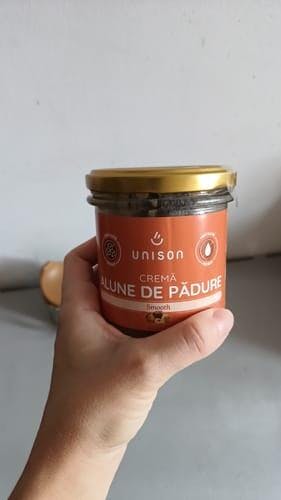 UNISON
CREMĂ
ALUNE DE PĂDURE
Smooth